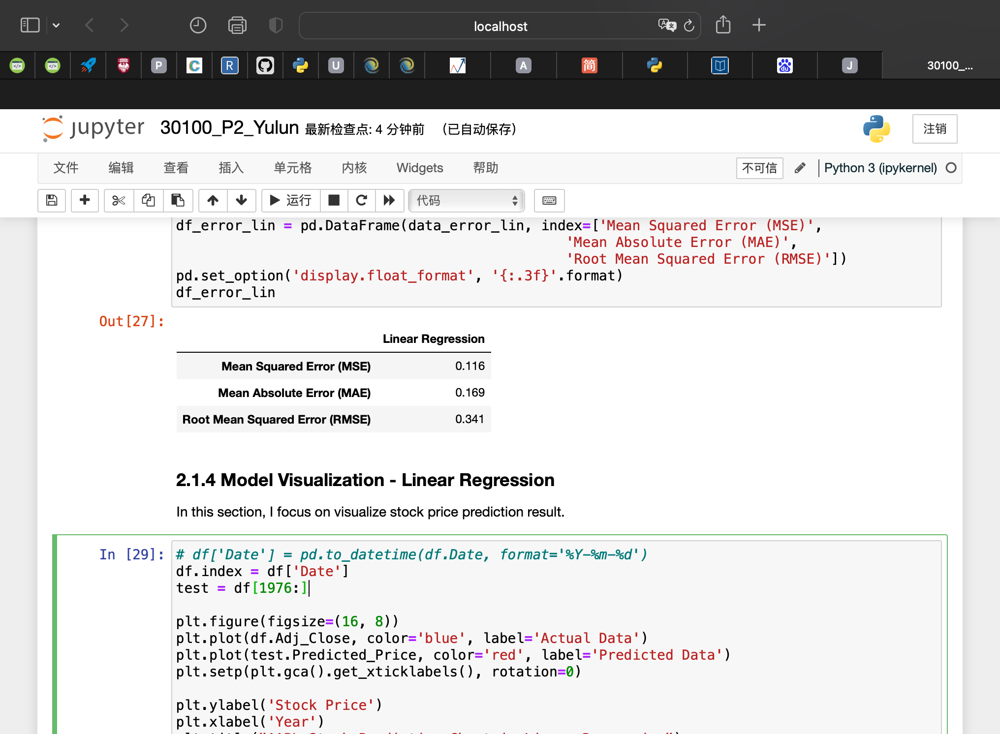 localhost
P
C
R
U
A
简
du
J
30100_...
jupyter 30100_P2_Yulun 最新检查点: 4 分钟前 (已自动保存)
注销
文件 编辑 查看 插入 单元格 内核 Widgets 帮助
不可信 Python 3 (ipykernel)
运行 代码
df_error_lin = pd.DataFrame(data_error_lin, index=['Mean Squared Error (MSE)',
'Mean Absolute Error (MAE)',
'Root Mean Squared Error (RMSE)'])
pd.set_option('display.float_format', '{:.3f}'.format)
df_error_lin
Out[27]:
Linear Regression
Mean Squared Error (MSE) 0.116
Mean Absolute Error (MAE) 0.169
Root Mean Squared Error (RMSE) 0.341
2.1.4 Model Visualization - Linear Regression
In this section, I focus on visualize stock price prediction result.
In [29]: # df['Date'] = pd.to_datetime(df.Date, format='%Y-%m-%d')
df.index = df['Date']
test = df[1976:]
plt.figure(figsize=(16, 8))
plt.plot(df.Adj_Close, color='blue', label='Actual Data')
plt.plot(test.Predicted_Price, color='red', label='Predicted Data')
plt.setp(plt.gca().get_xticklabels(), rotation=0)
plt.ylabel('Stock Price')
plt.xlabel('Year')